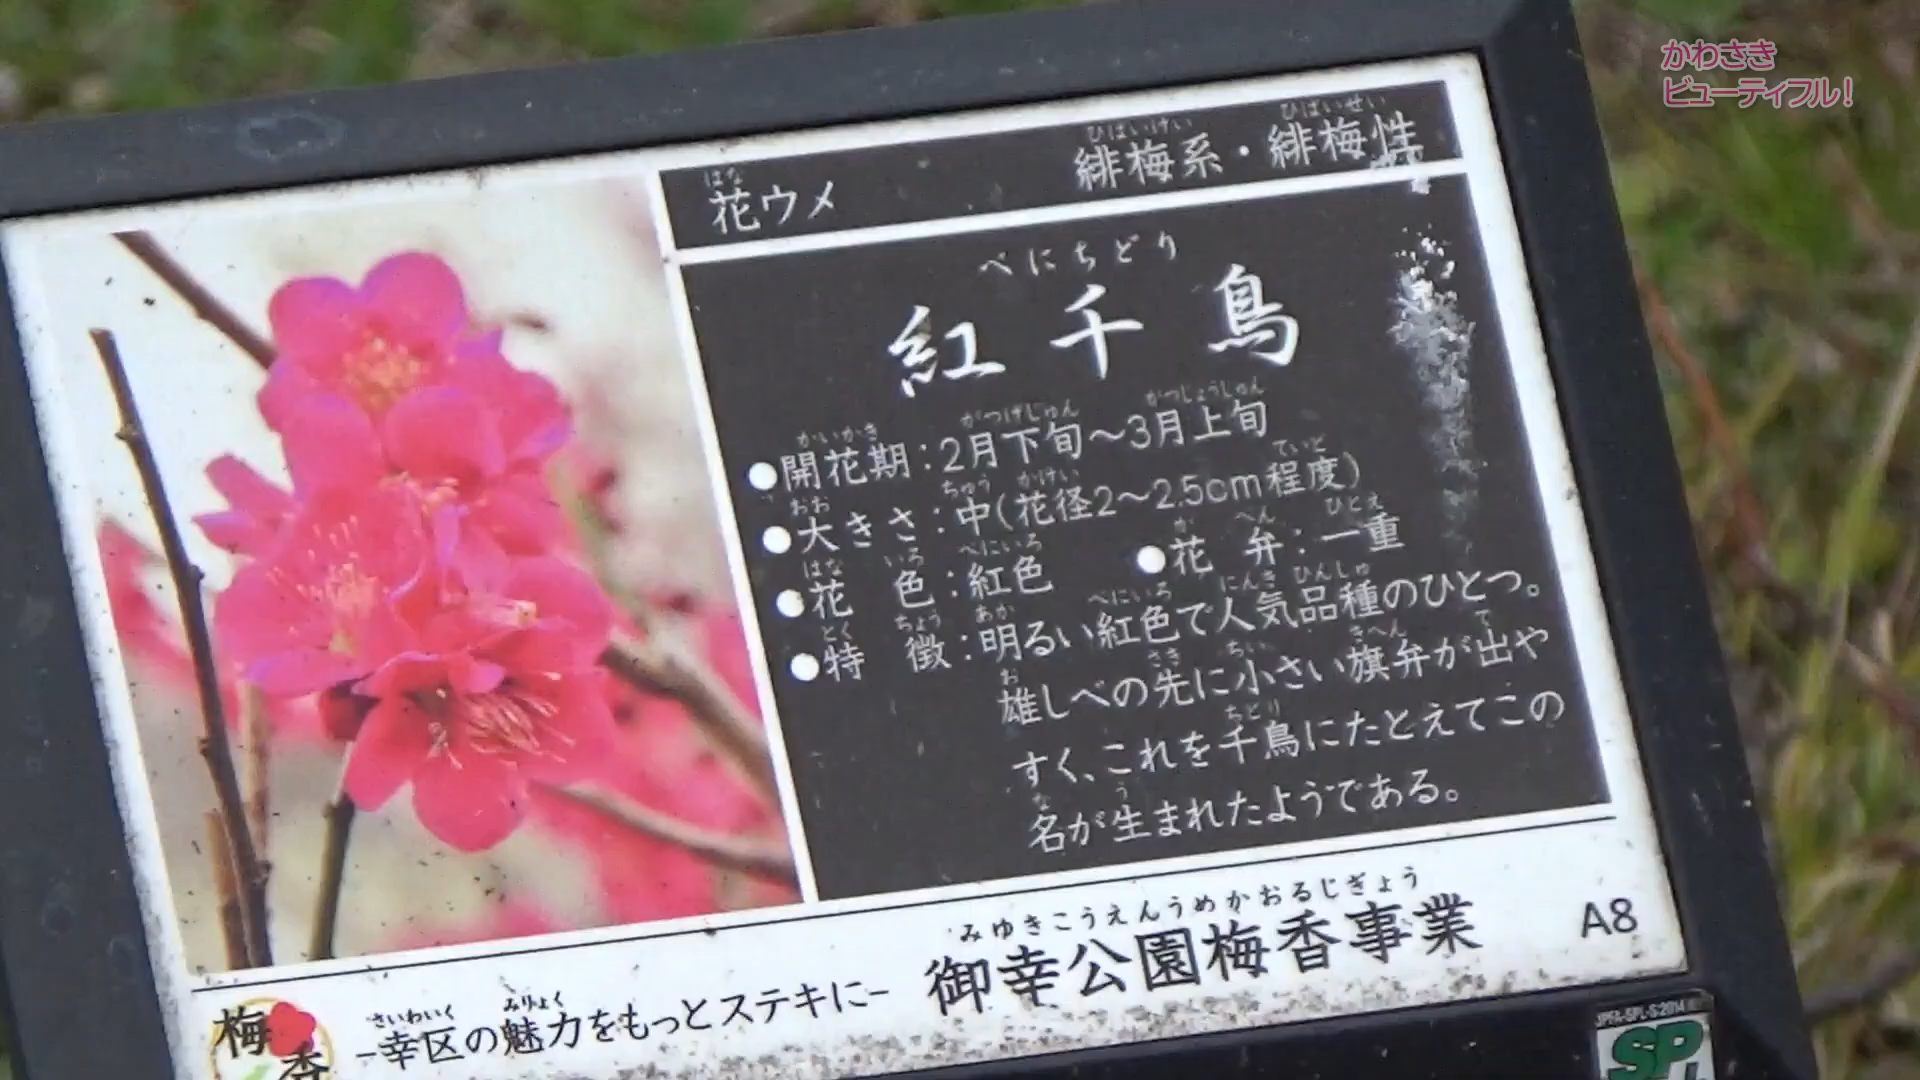 かわさき
ビューティフル!
はな
花ウメ
ひばいけい ひばいせい
緋梅系・緋梅性
べにちどり
紅千鳥
かいかき がつげじゅん がつじょうしゅん
●開花期:2月下旬〜3月上旬
おお ちゅう かけい ていど
●大きさ:中(花径2〜2.5cm程度)
はな いろ べにいろ か べん ひとえ
●花 色:紅色 ●花 弁:一重
とく ちょう あか べにいろ にんき ひんしゅ
●特 徴:明るい紅色で人気品種のひとつ。
お さき ちい きべん で
雄しべの先に小さい旗弁が出や
ちどり
すく、これを千鳥にたとえてこの
な う
名が生まれたようである。
みゆきこうえんうめかおるじぎょう
御幸公園梅香事業
A8
さいわいく みりょく
-幸区の魅力をもっとステキに-
梅香
JPFA-SPL-S2014
SPL